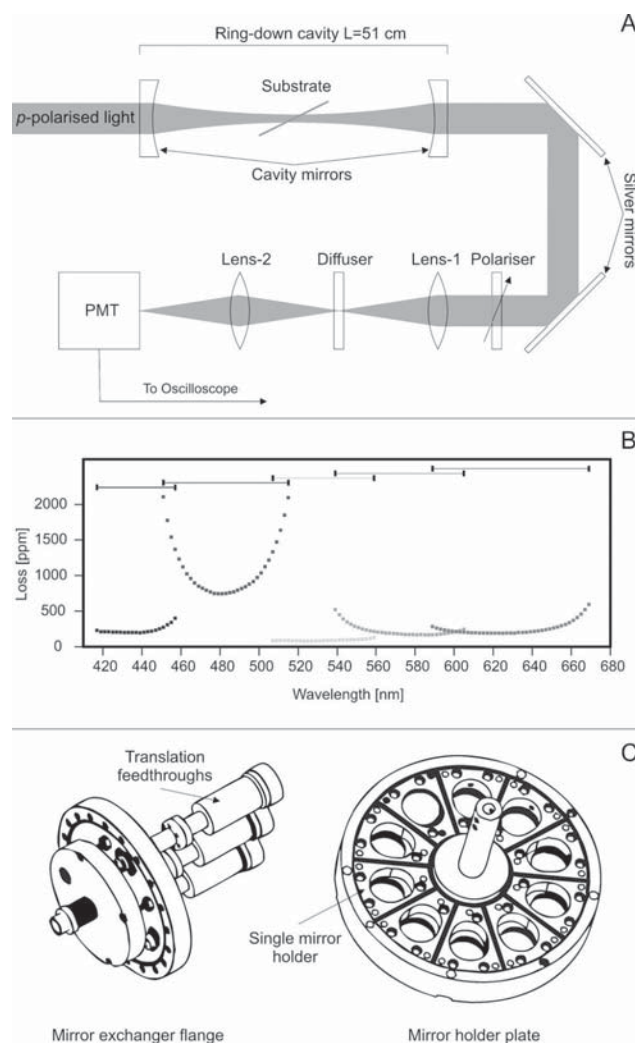 A
Ring-down cavity L=51 cm
Substrate
p-polarised light
Cavity mirrors
Silver mirrors
Lens-2
Diffuser
Lens-1
Polariser
PMT
To Oscilloscope
B
Loss [ppm]
2000
1500
1000
500
0
420 440 460 480 500 520 540 560 580 600 620 640 660 680
Wavelength [nm]
C
Translation
feedthroughs
Single mirror
holder
Mirror exchanger flange
Mirror holder plate